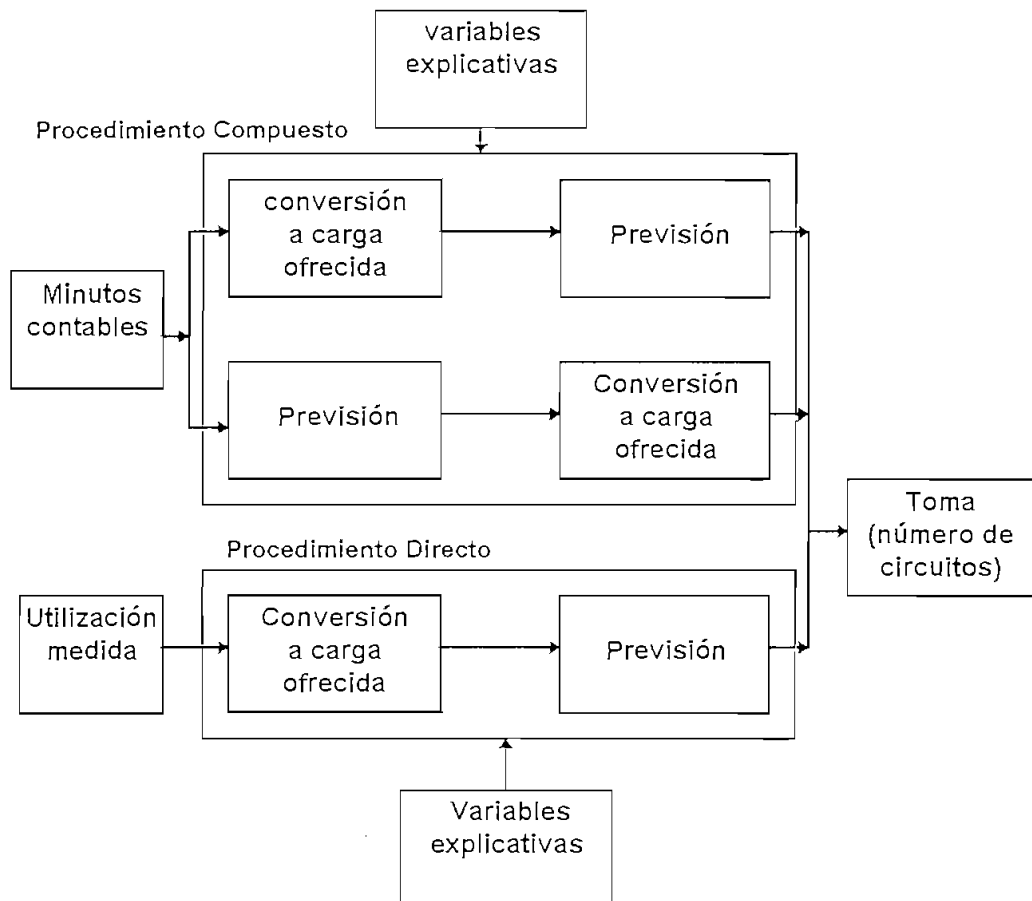 variables
explicativas
Procedimiento Compuesto
conversión
a carga
ofrecida
Previsión
Minutos
contables
Previsión
Conversión
a carga
ofrecida
Toma
(número de
circuitos)
Procedimiento Directo
Utilización
medida
Conversión
a carga
ofrecida
Previsión
Variables
explicativas